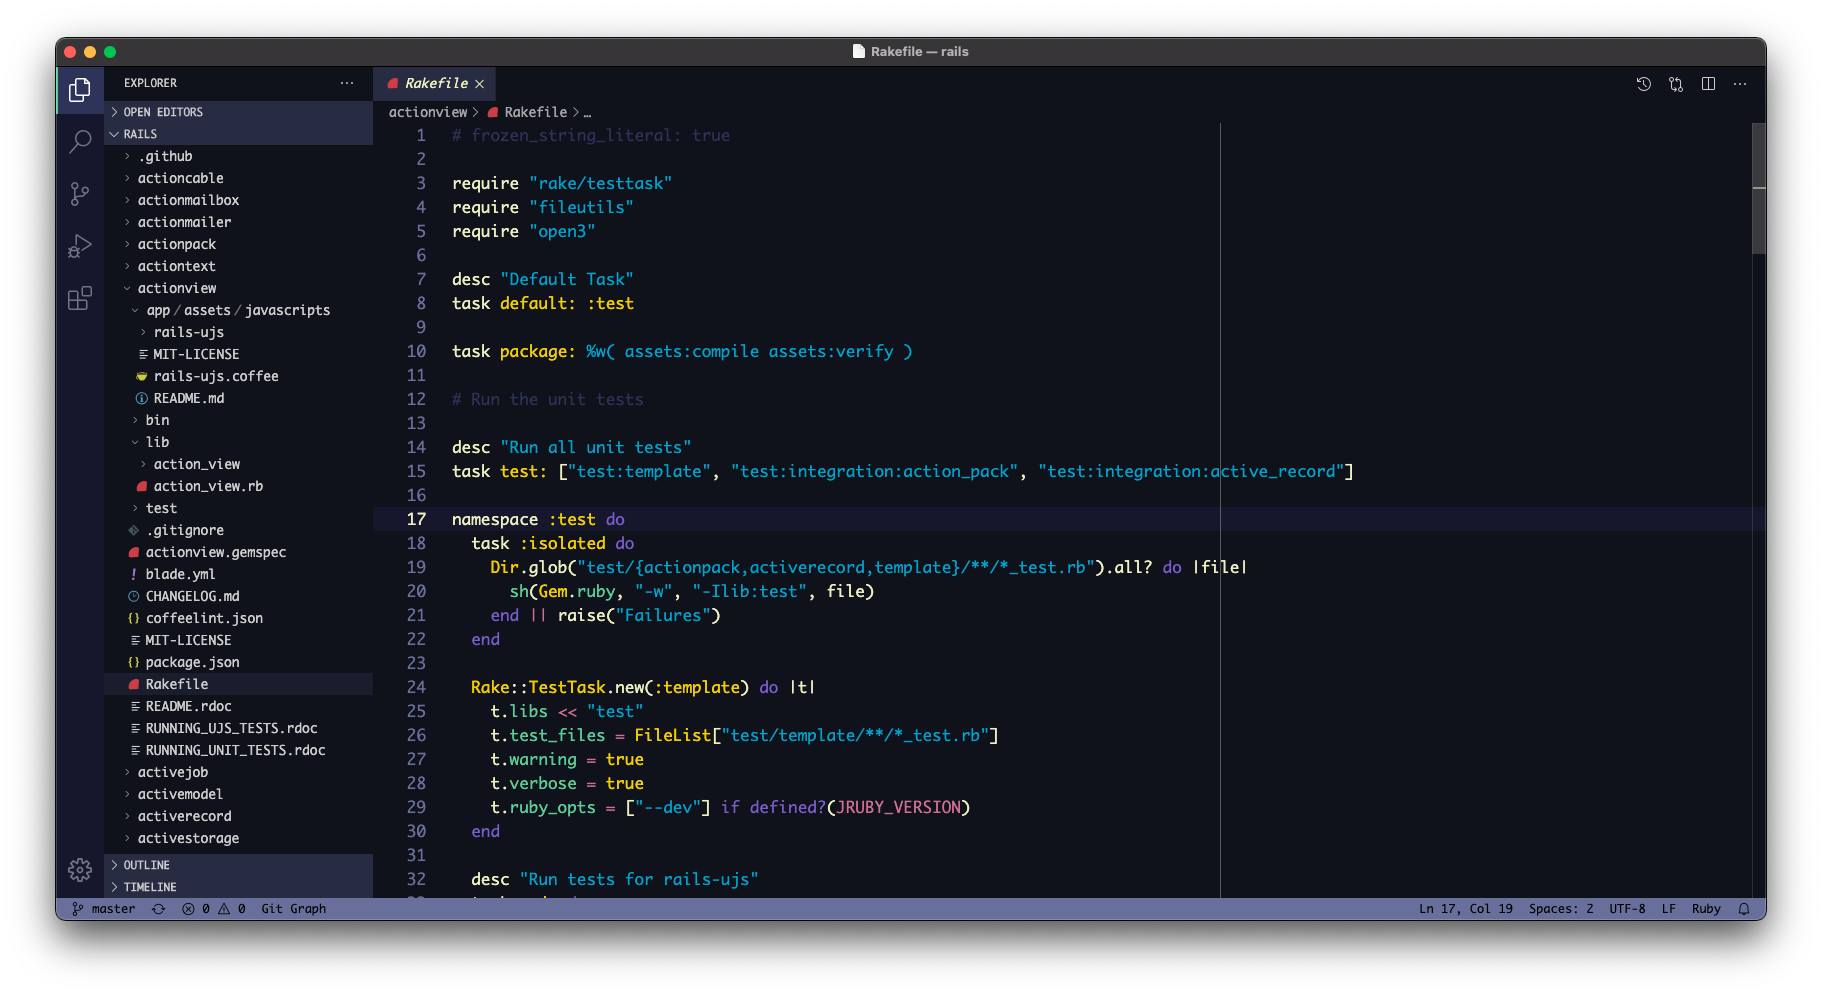 Rakefile — rails
EXPLORER
OPEN EDITORS
RAILS
.github
actioncable
actionmailbox
actionmailer
actionpack
actiontext
actionview
app / assets / javascripts
rails-ujs
MIT-LICENSE
rails-ujs.coffee
README.md
bin
lib
action_view
action_view.rb
test
.gitignore
actionview.gemspec
blade.yml
CHANGELOG.md
coffeelint.json
MIT-LICENSE
package.json
Rakefile
README.rdoc
RUNNING_UJS_TESTS.rdoc
RUNNING_UNIT_TESTS.rdoc
activejob
activemodel
activerecord
activestorage
OUTLINE
TIMELINE
Rakefile
actionview > Rakefile > …
1 # frozen_string_literal: true
2
3 require "rake/testtask"
4 require "fileutils"
5 require "open3"
6
7 desc "Default Task"
8 task default: :test
9
10 task package: %w( assets:compile assets:verify )
11
12 # Run the unit tests
13
14 desc "Run all unit tests"
15 task test: ["test:template", "test:integration:action_pack", "test:integration:active_record"]
16
17 namespace :test do
18   task :isolated do
19     Dir.glob("test/{actionpack,activerecord,template}/**/*_test.rb").all? do |file|
20       sh(Gem.ruby, "-w", "-Ilib:test", file)
21     end || raise("Failures")
22   end
23
24   Rake::TestTask.new(:template) do |t|
25     t.libs << "test"
26     t.test_files = FileList["test/template/**/*_test.rb"]
27     t.warning = true
28     t.verbose = true
29     t.ruby_opts = ["--dev"] if defined?(JRUBY_VERSION)
30   end
31
32   desc "Run tests for rails-ujs"
master 0 0 Git Graph
Ln 17, Col 19 Spaces: 2 UTF-8 LF Ruby